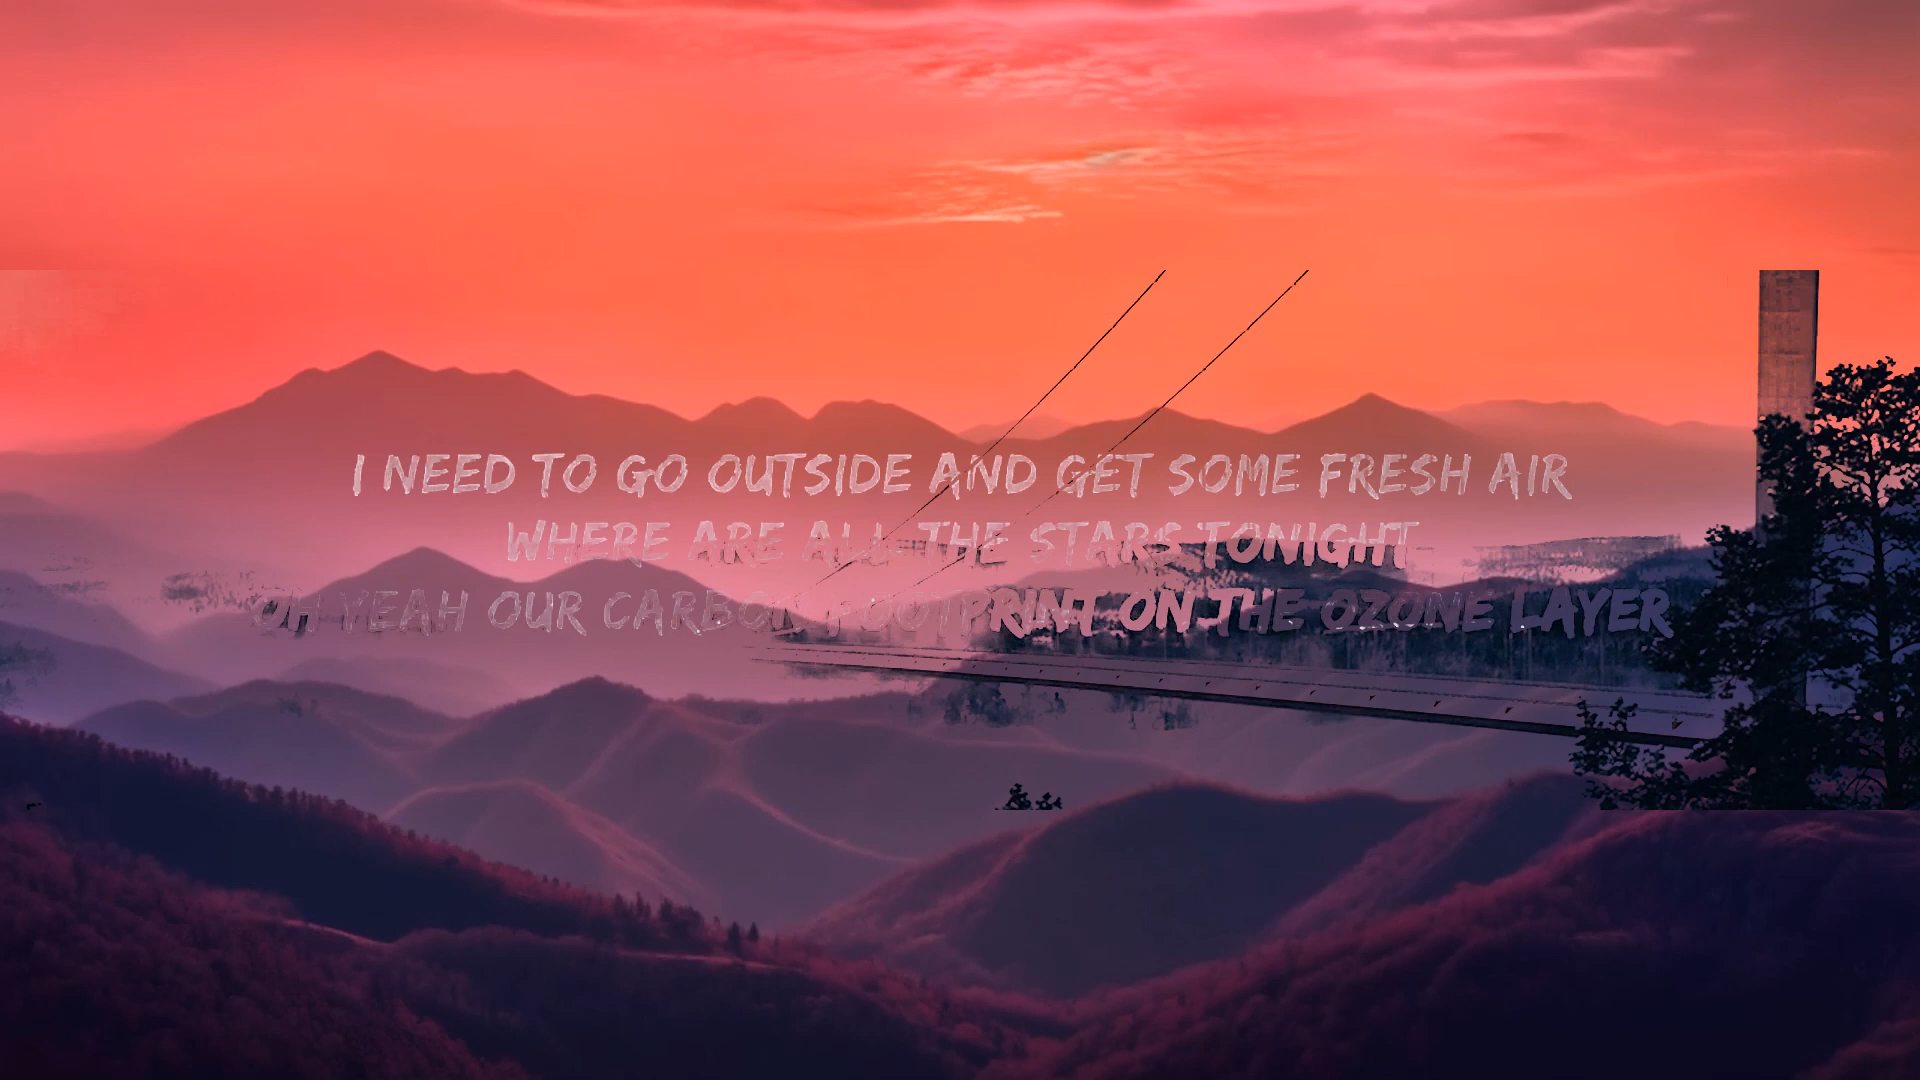 I NEED TO GO OUTSIDE AND GET SOME FRESH AIR
WHERE ARE ALL THE STARS TONIGHT
OH YEAH OUR CARBON FOOTPRINT ON THE OZONE LAYER